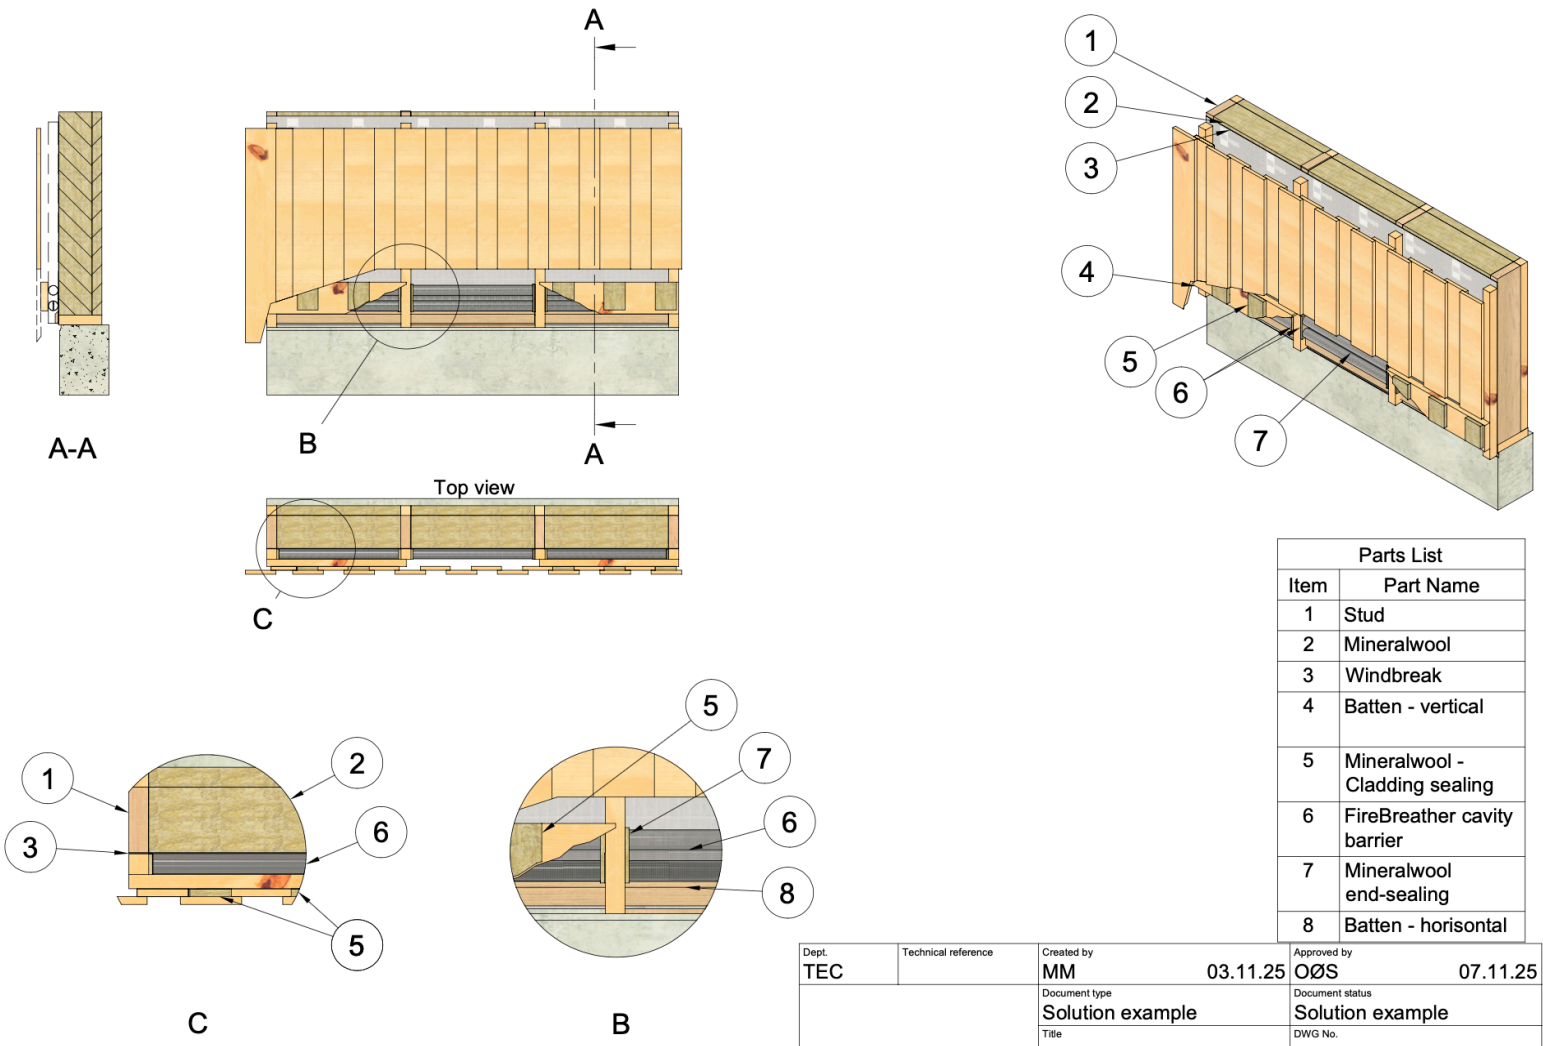 A
A
A-A
B
Top view
C
1
2
3
4
5
6
7
Parts List
Item Part Name
1 Stud
2 Mineralwool
3 Windbreak
4 Batten - vertical
5 Mineralwool -
Cladding sealing
6 FireBreather cavity
barrier
7 Mineralwool
end-sealing
8 Batten - horisontal
1
2
3
6
5
C
5
7
6
8
B
Dept.
TEC
Technical reference
Created by
MM 03.11.25
Approved by
OØS 07.11.25
Document type
Solution example
Document status
Solution example
Title
DWG No.